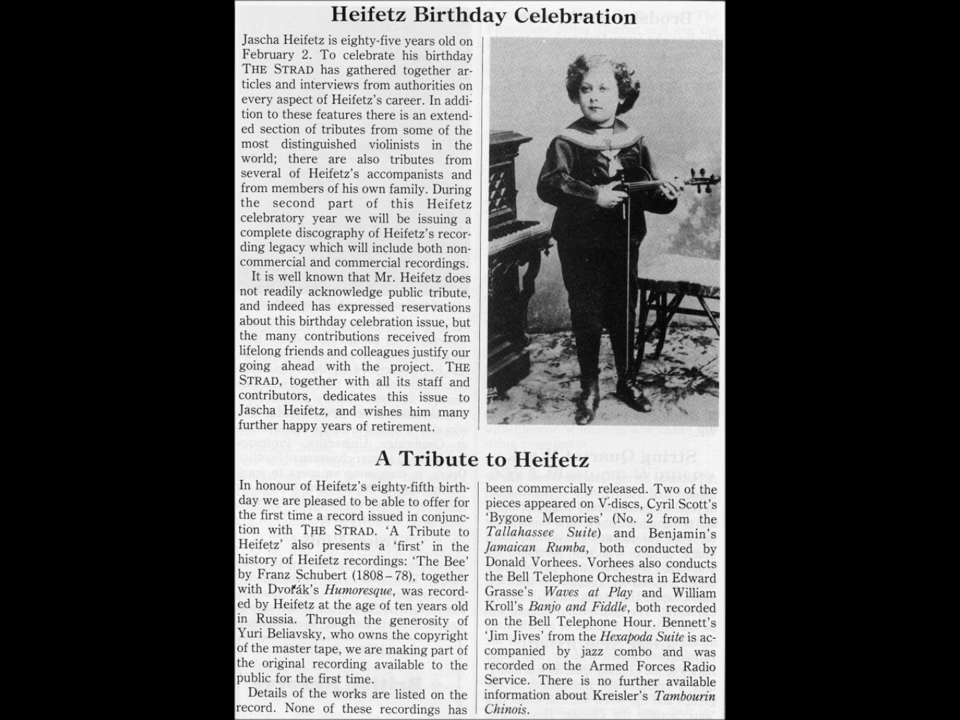 Heifetz Birthday Celebration
Jascha Heifetz is eighty-five years old on
February 2. To celebrate his birthday
THE STRAD has gathered together ar-
ticles and interviews from authorities on
every aspect of Heifetz's career. In addi-
tion to these features there is an extend-
ed section of tributes from some of the
most distinguished violinists in the
world; there are also tributes from
several of Heifetz's accompanists and
from members of his own family. During
the second part of this Heifetz
celebratory year we will be issuing a
complete discography of Heifetz's recor-
ding legacy which will include both non-
commercial and commercial recordings.
It is well known that Mr. Heifetz does
not readily acknowledge public tribute,
and indeed has expressed reservations
about this birthday celebration issue, but
the many contributions received from
lifelong friends and colleagues justify our
going ahead with the project. THE
STRAD, together with all its staff and
contributors, dedicates this issue to
Jascha Heifetz, and wishes him many
further happy years of retirement.
A Tribute to Heifetz
In honour of Heifetz's eighty-fifth birth-
day we are pleased to be able to offer for
the first time a record issued in conjunc-
tion with THE STRAD. 'A Tribute to
Heifetz' also presents a 'first' in the
history of Heifetz recordings: 'The Bee'
by Franz Schubert (1808–78), together
with Dvořák's Humoresque, was record-
ed by Heifetz at the age of ten years old
in Russia. Through the generosity of
Yuri Beliavsky, who owns the copyright
of the master tape, we are making part of
the original recording available to the
public for the first time.
Details of the works are listed on the
record. None of these recordings has
been commercially released. Two of the
pieces appeared on V-discs, Cyril Scott's
'Bygone Memories' (No. 2 from the
Tallahassee Suite) and Benjamin's
Jamaican Rumba, both conducted by
Donald Vorhees. Vorhees also conducts
the Bell Telephone Orchestra in Edward
Grasse's Waves at Play and William
Kroll's Banjo and Fiddle, both recorded
on the Bell Telephone Hour. Bennett's
'Jim Jives' from the Hexapoda Suite is ac-
companied by jazz combo and was
recorded on the Armed Forces Radio
Service. There is no further available
information about Kreisler's Tambourin
Chinois.